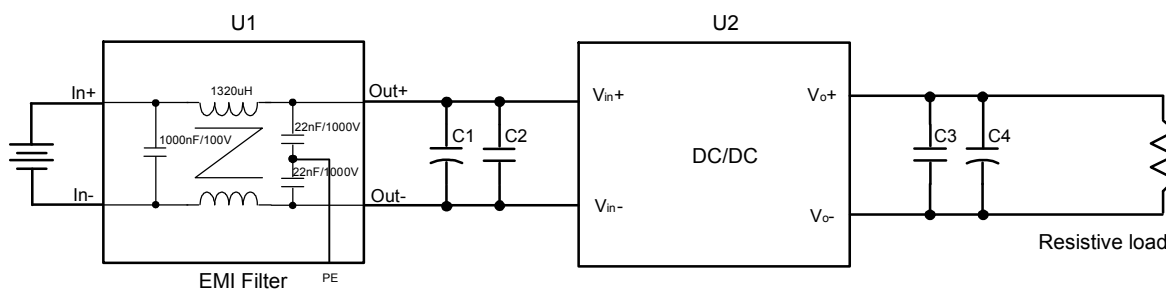 U1
U2
In+
1320uH
Out+
1000nF/100V
22nF/1000V
22nF/1000V
In-
Out-
PE
EMI Filter
C1
C2
Vin+
Vo+
DC/DC
Vin-
Vo-
C3
C4
Resistive load